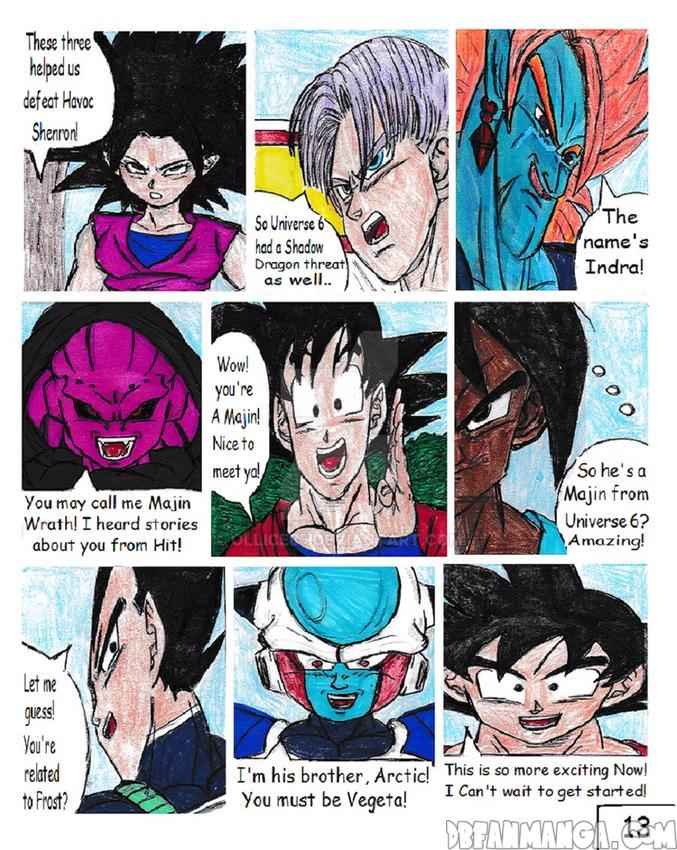 These three
helped us
defeat Havoc
Shenron!
So Universe 6
had a Shadow
Dragon threat
as well..
The
name's
Indra!
You may call me Majin
Wrath! I heard stories
about you from Hit!
Wow!
you're
A Majin!
Nice to
meet ya!
So he's a
Majin from
Universe 6?
Amazing!
Let me
guess!
You're
related
to Frost?
I'm his brother, Arctic!
You must be Vegeta!
This is so more exciting Now!
I Can't wait to get started!
13
DBFANMANGA.COM